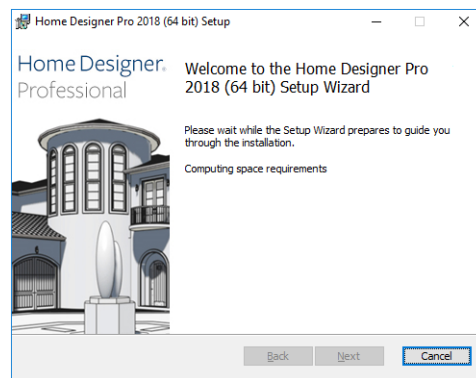 Home Designer Pro 2018 (64 bit) Setup
Home Designer®
Professional
Welcome to the Home Designer Pro
2018 (64 bit) Setup Wizard
Please wait while the Setup Wizard prepares to guide you
through the installation.
Computing space requirements
Back
Next
Cancel